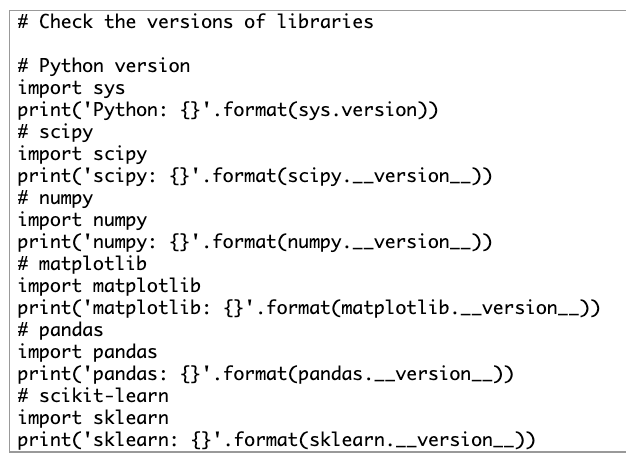 # Check the versions of libraries
# Python version
import sys
print('Python: {}'.format(sys.version))
# scipy
import scipy
print('scipy: {}'.format(scipy.__version__))
# numpy
import numpy
print('numpy: {}'.format(numpy.__version__))
# matplotlib
import matplotlib
print('matplotlib: {}'.format(matplotlib.__version__))
# pandas
import pandas
print('pandas: {}'.format(pandas.__version__))
# scikit-learn
import sklearn
print('sklearn: {}'.format(sklearn.__version__))